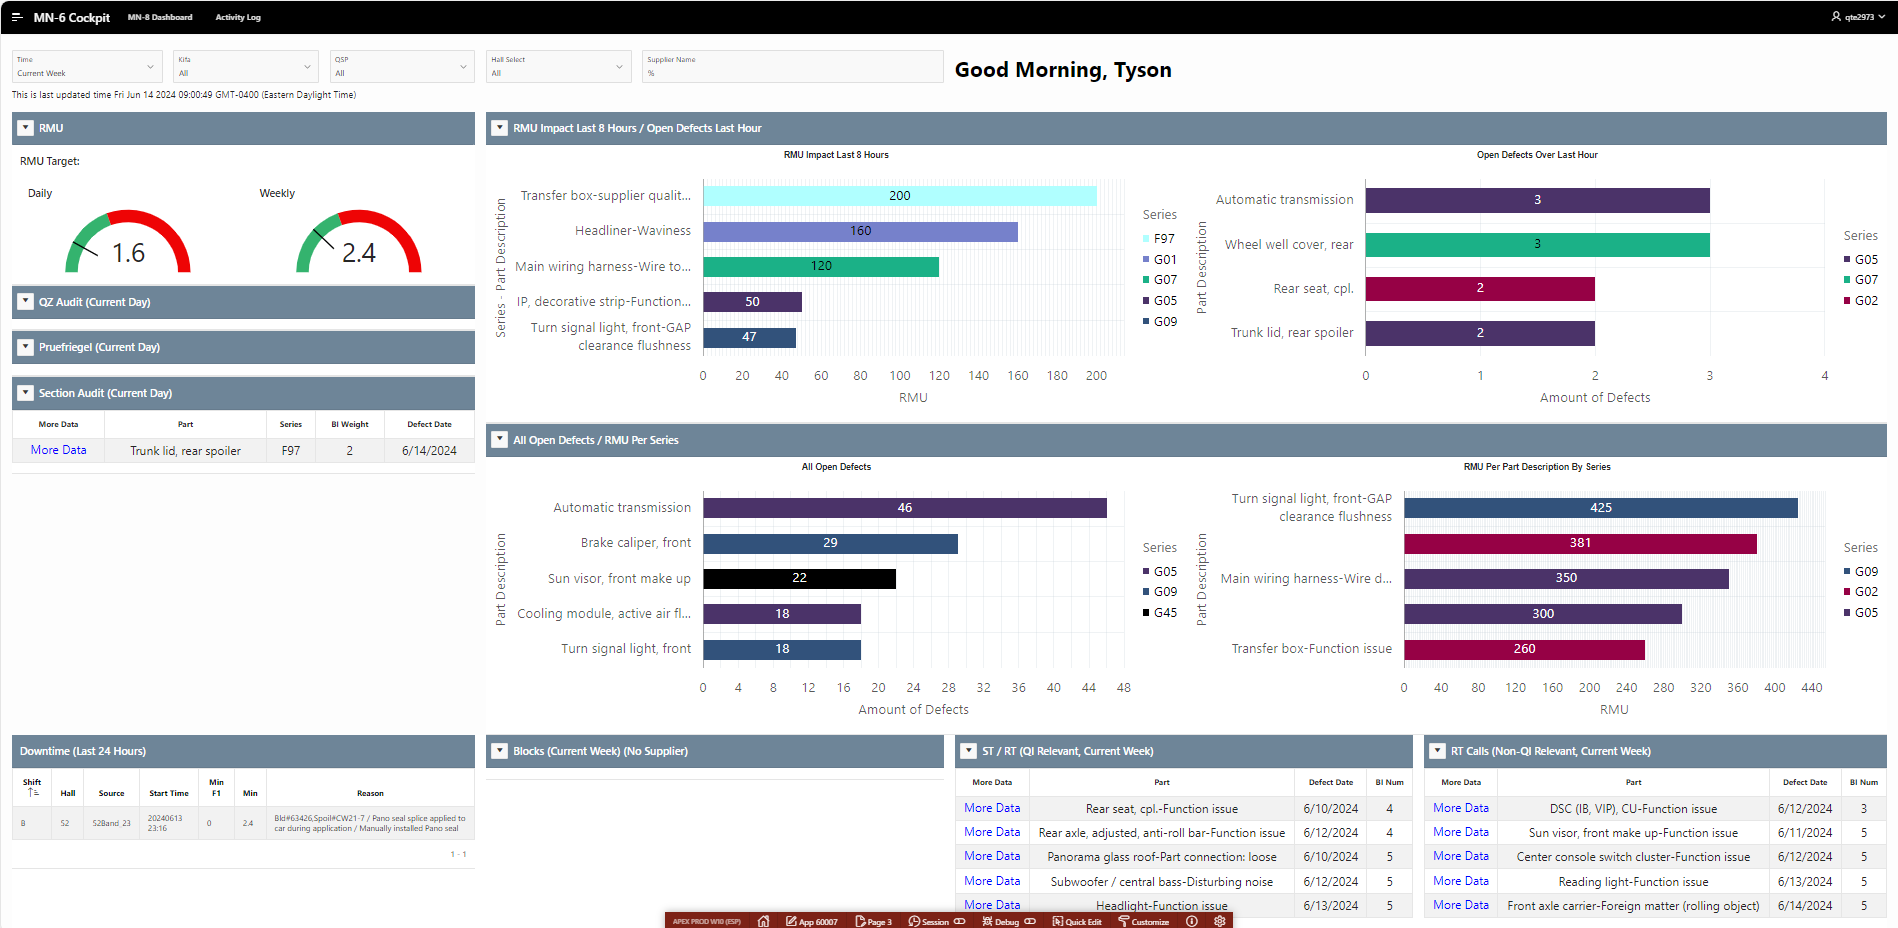 MN-6 Cockpit MN-8 Dashboard Activity Log qte2973
Time Kifa QSP Hall Select Supplier Name
Current Week All All All %
Good Morning, Tyson
This is last updated time Fri Jun 14 2024 09:00:49 GMT-0400 (Eastern Daylight Time)
RMU
RMU Target:
Daily Weekly
1.6 2.4
QZ Audit (Current Day)
Pruefriegel (Current Day)
Section Audit (Current Day)
More Data Part Series BI Weight Defect Date
More Data Trunk lid, rear spoiler F97 2 6/14/2024
RMU Impact Last 8 Hours / Open Defects Last Hour
RMU Impact Last 8 Hours
Series - Part Description
Transfer box-supplier qualit... 200
Headliner-Waviness 160
Main wiring harness-Wire to... 120
IP, decorative strip-Function... 50
Turn signal light, front-GAP
clearance flushness 47
0 20 40 60 80 100 120 140 160 180 200
RMU
Series
F97
G01
G07
G05
G09
Open Defects Over Last Hour
Part Description
Automatic transmission 3
Wheel well cover, rear 3
Rear seat, cpl. 2
Trunk lid, rear spoiler 2
0 1 2 3 4
Amount of Defects
Series
G05
G07
G02
All Open Defects / RMU Per Series
All Open Defects
Part Description
Automatic transmission 46
Brake caliper, front 29
Sun visor, front make up 22
Cooling module, active air fl... 18
Turn signal light, front 18
0 4 8 12 16 20 24 28 32 36 40 44 48
Amount of Defects
Series
G05
G09
G45
RMU Per Part Description By Series
Part Description
Turn signal light, front-GAP
clearance flushness 425
381
Main wiring harness-Wire d... 350
300
Transfer box-Function issue 260
0 40 80 120 160 200 240 280 320 360 400 440
RMU
Series
G09
G02
G05
Downtime (Last 24 Hours)
Shift Hall Source Start Time Min F1 Min Reason
B 52 52Band_23 20240613 23:16 0 2.4 Bld#63426,Spoil#CW21-7 / Pano seal splice applied to
car during application / Manually installed Pano seal
1 - 1
Blocks (Current Week) (No Supplier)
ST / RT (QI Relevant, Current Week)
More Data Part Defect Date BI Num
More Data Rear seat, cpl.-Function issue 6/10/2024 4
More Data Rear axle, adjusted, anti-roll bar-Function issue 6/12/2024 4
More Data Panorama glass roof-Part connection: loose 6/10/2024 5
More Data Subwoofer / central bass-Disturbing noise 6/12/2024 5
More Data Headlight-Function issue 6/13/2024 5
RT Calls (Non-QI Relevant, Current Week)
More Data Part Defect Date BI Num
More Data DSC (IB, VIP), CU-Function issue 6/12/2024 3
More Data Sun visor, front make up-Function issue 6/11/2024 5
More Data Center console switch cluster-Function issue 6/12/2024 5
More Data Reading light-Function issue 6/13/2024 5
More Data Front axle carrier-Foreign matter (rolling object) 6/14/2024 5
APEX PROD W10 (ESP) App 60007 Page 3 Session Debug Quick Edit Customize